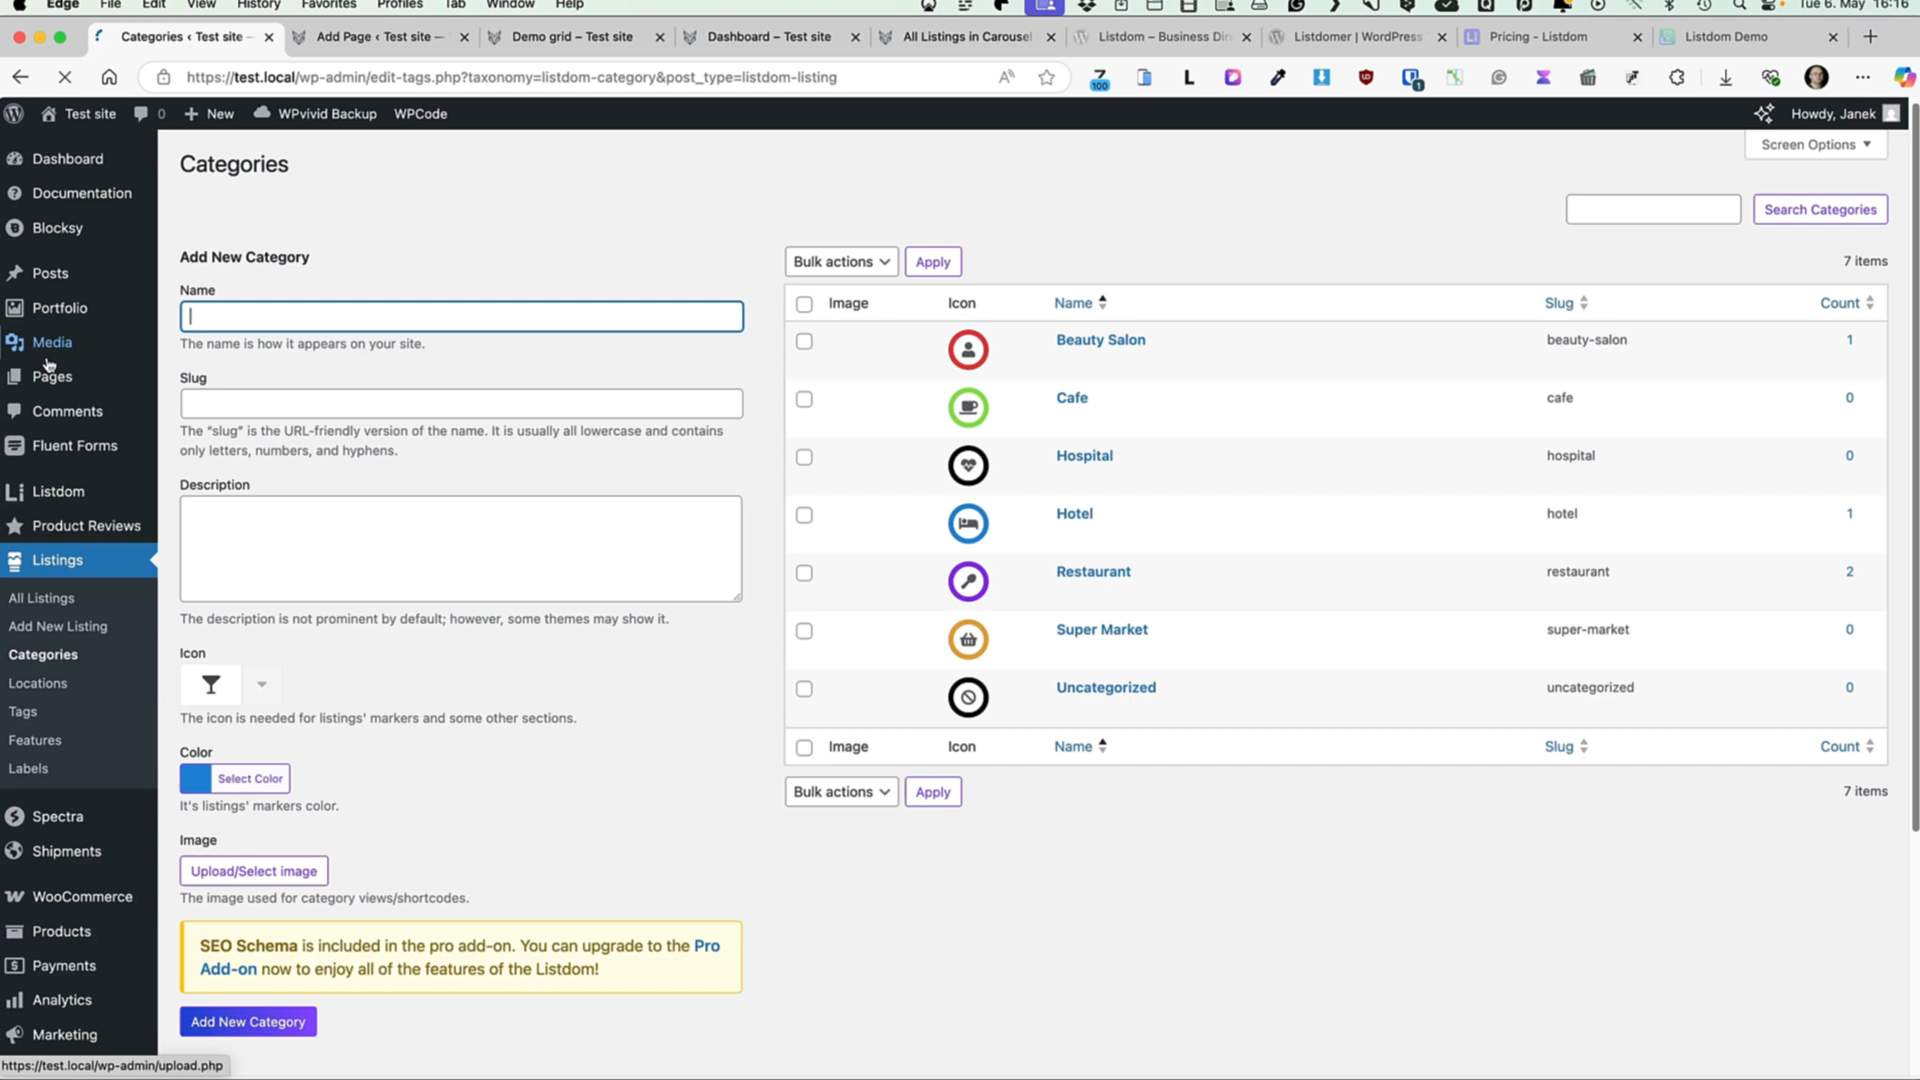 Edge File Edit View History Favorites Profiles Tab Window Help
Tue 6. May 16:16
Categories ‹ Test site — Add Page ‹ Test site — Demo grid – Test site Dashboard – Test site All Listings in Carousel Listdom – Business Dir Listdomer | WordPress Pricing - Listdom Listdom Demo
https://test.local/wp-admin/edit-tags.php?taxonomy=listdom-category&post_type=listdom-listing
100
1
Test site 0 New WPvivid Backup WPCode Howdy, Janek
Dashboard
Documentation
Blocksy
Posts
Portfolio
Media
Pages
Comments
Fluent Forms
Listdom
Product Reviews
Listings
All Listings
Add New Listing
Categories
Locations
Tags
Features
Labels
Spectra
Shipments
WooCommerce
Products
Payments
Analytics
Marketing
https://test.local/wp-admin/upload.php
Categories
Screen Options
Search Categories
Add New Category
Name
The name is how it appears on your site.
Slug
The “slug” is the URL-friendly version of the name. It is usually all lowercase and contains
only letters, numbers, and hyphens.
Description
The description is not prominent by default; however, some themes may show it.
Icon
The icon is needed for listings' markers and some other sections.
Color
Select Color
It's listings' markers color.
Image
Upload/Select image
The image used for category views/shortcodes.
SEO Schema is included in the pro add-on. You can upgrade to the Pro
Add-on now to enjoy all of the features of the Listdom!
Add New Category
Bulk actions Apply 7 items
Image Icon Name Slug Count
Beauty Salon beauty-salon 1
Cafe cafe 0
Hospital hospital 0
Hotel hotel 1
Restaurant restaurant 2
Super Market super-market 0
Uncategorized uncategorized 0
Image Icon Name Slug Count
Bulk actions Apply 7 items